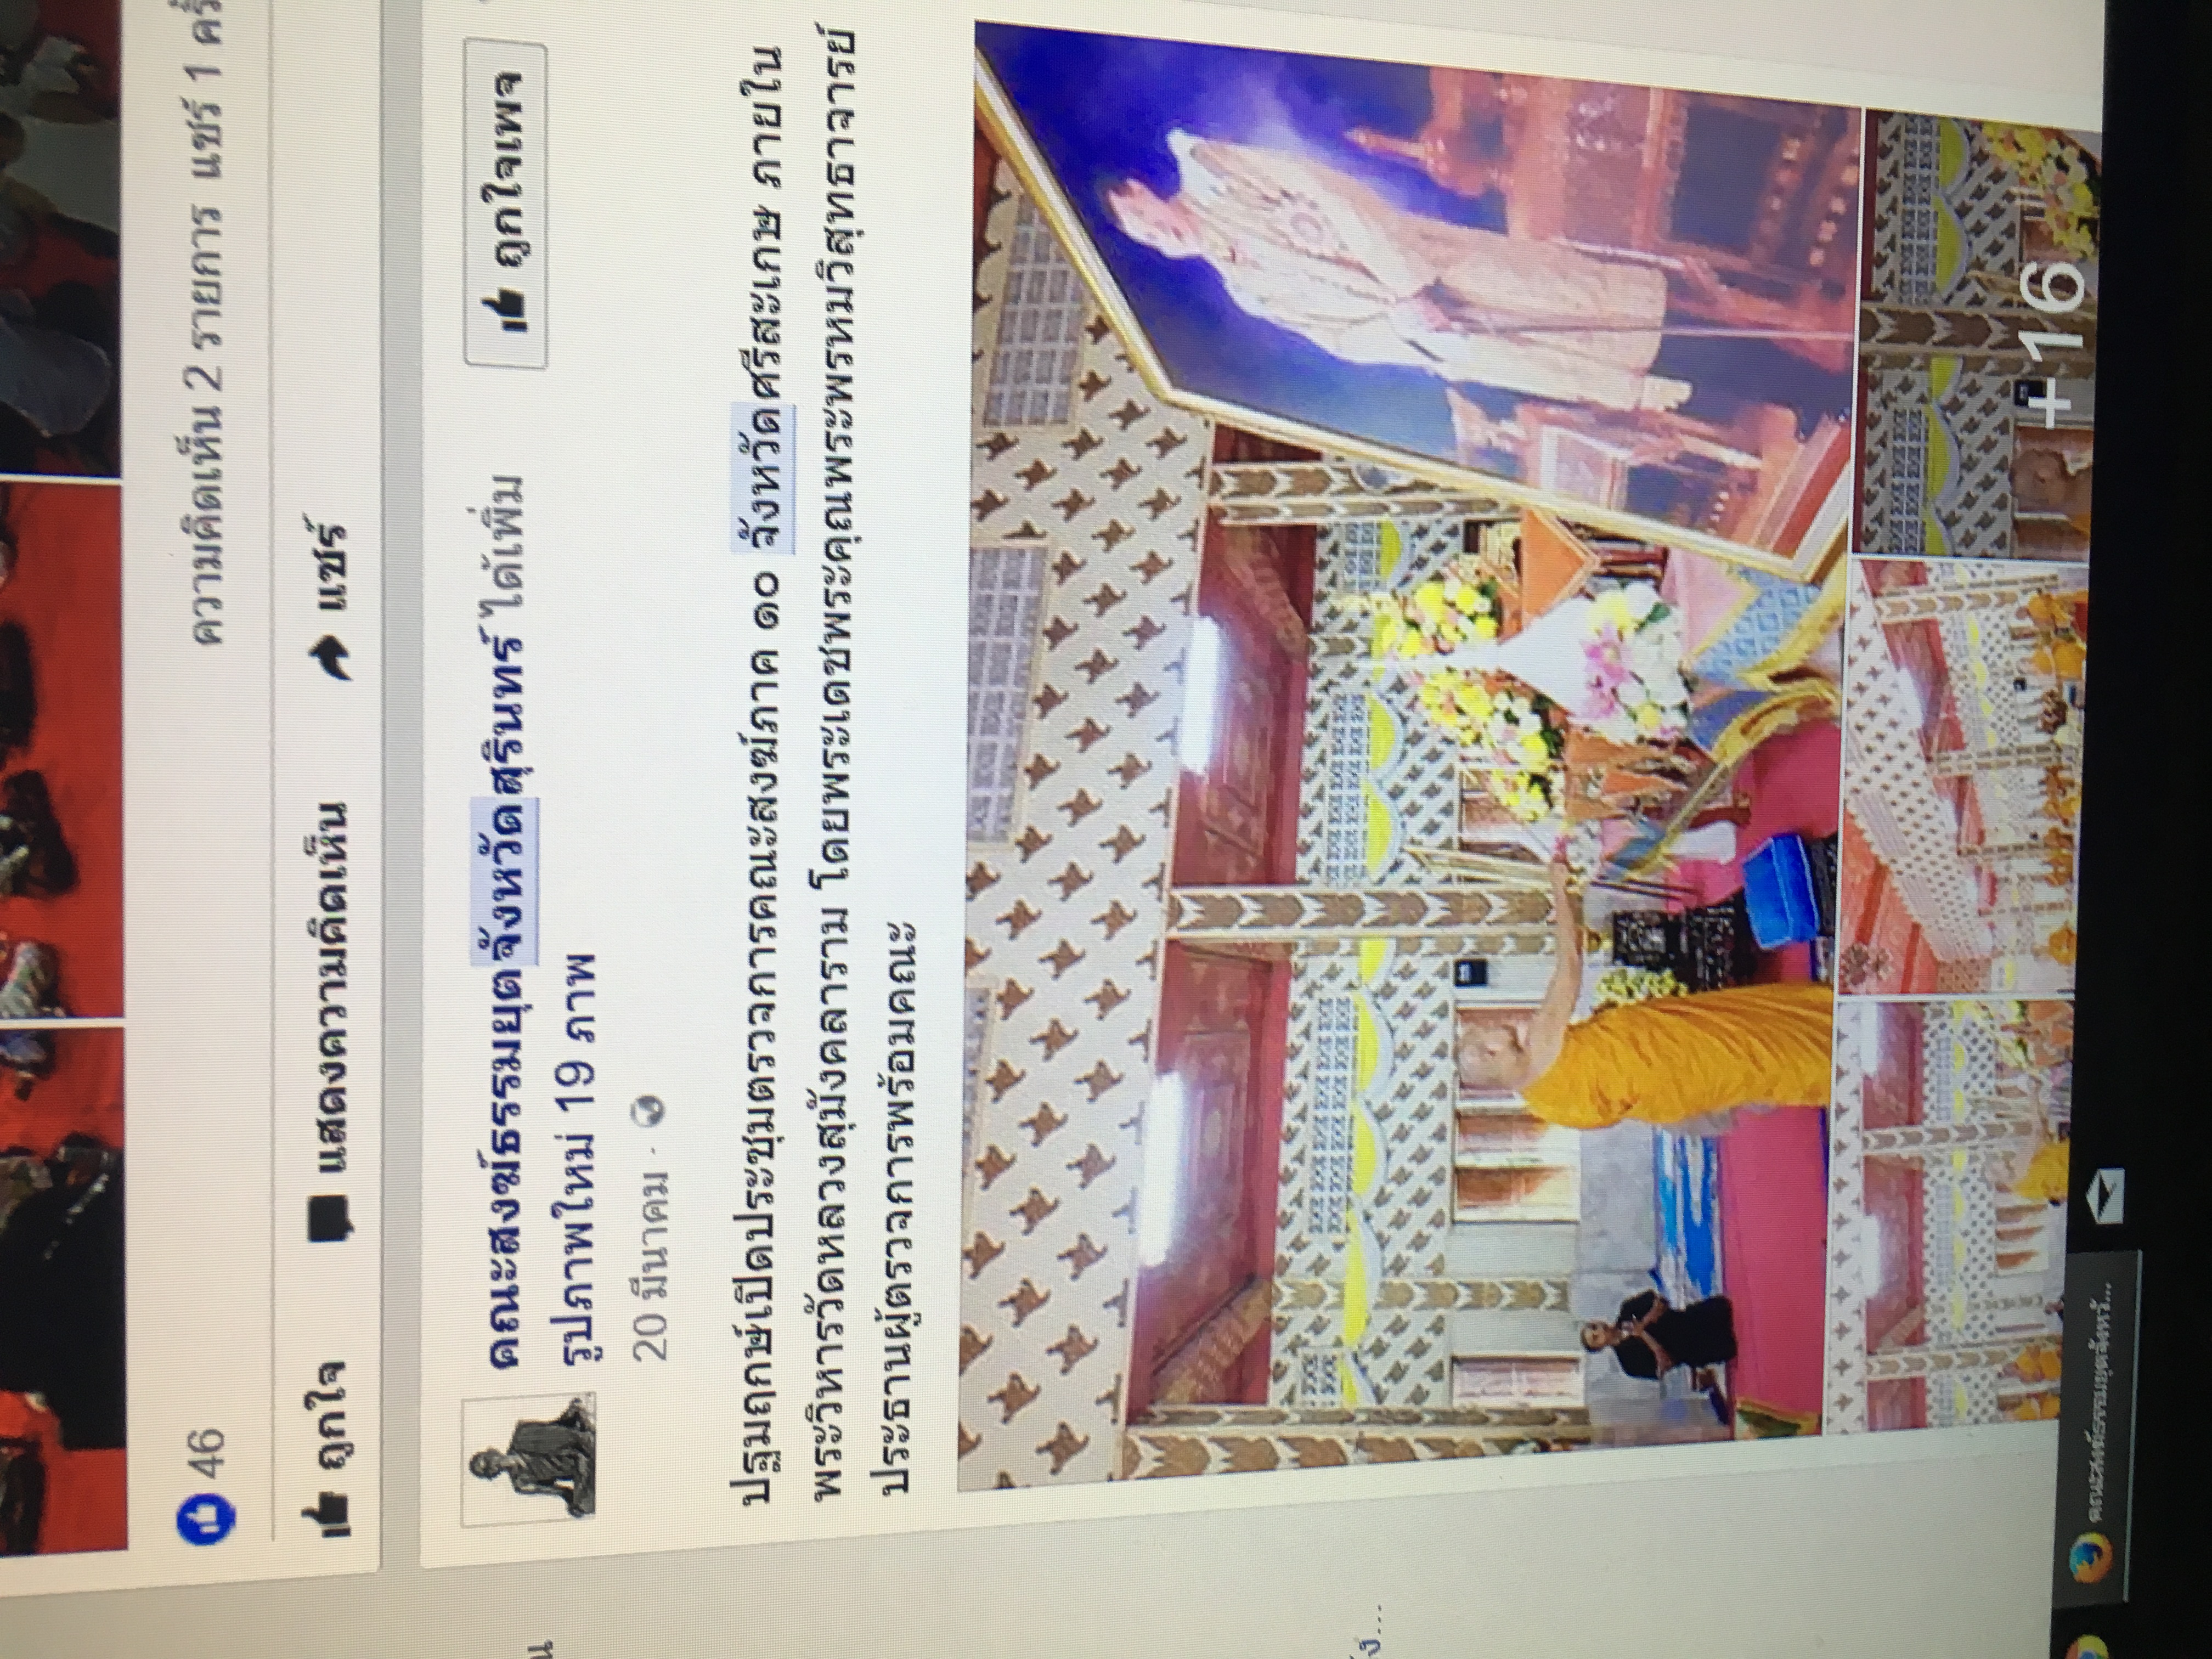 46
ความคิดเห็น 2 รายการ แชร์ 1
ถูกใจ แสดงความคิดเห็น แชร์
คณะสงฆ์ธรรมยุตจังหวัดสุรินทร์ ได้เพิ่ม
ถูกใจเพจ
รูปภาพใหม่ 19 ภาพ
20 มีนาคม
ปฐมฤกษ์เปิดประชุมตรวจการคณะสงฆ์ภาค ๑๐ จังหวัดศรีสะเกษ ภายใน
พระวิหารวัดหลวงสุมังคลาราม โดยพระเดชพระคุณพระพรหมวิสุทธาจารย์
ประธานผู้ตรวจการพร้อมคณะ
+16
คณะสงฆ์ธรรมยุตจังหวั...